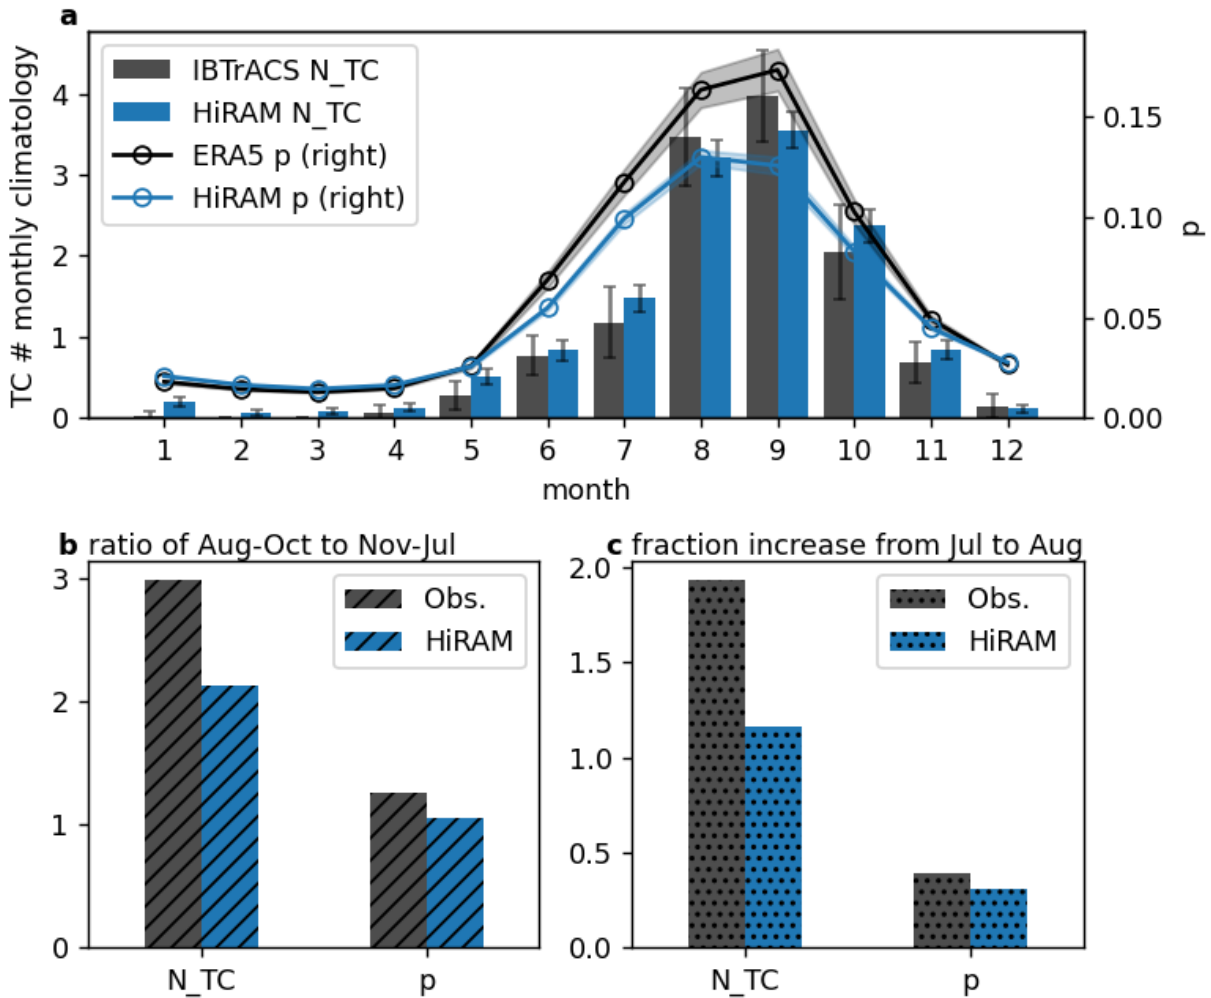 a
IBTrACS N_TC
HiRAM N_TC
ERA5 p (right)
HiRAM p (right)
TC # monthly climatology
4
3
2
1
0
0.15
0.10
0.05
0.00
p
1 2 3 4 5 6 7 8 9 10 11 12
month
b ratio of Aug-Oct to Nov-Jul
Obs.
HiRAM
3
2
1
0
N_TC p
c fraction increase from Jul to Aug
Obs.
HiRAM
2.0
1.5
1.0
0.5
0.0
N_TC p